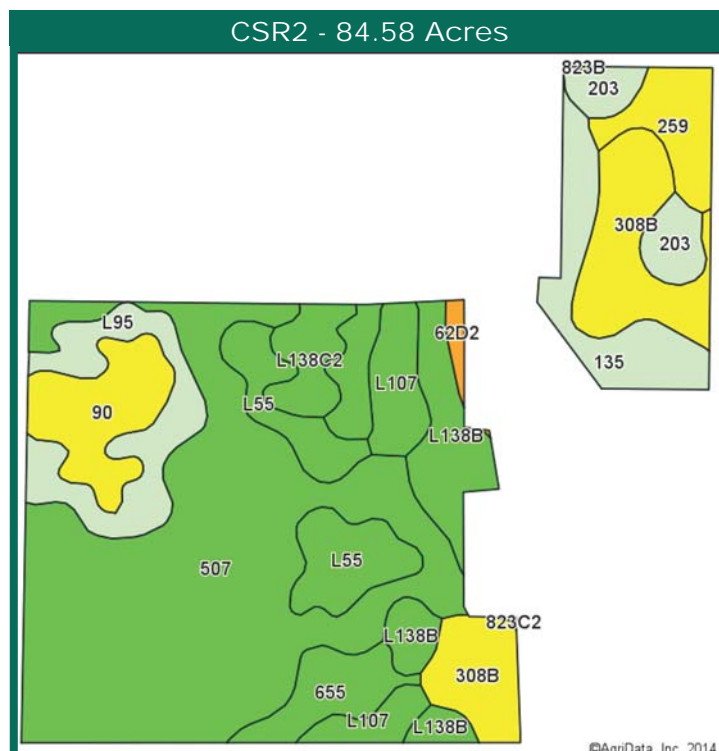 CSR2 - 84.58 Acres
823B
203
259
308B
203
135
L95
62D2
L138C2
L107
L55
90
L138B
L55
507
823C2
L138B
308B
655
L107
L138B
©AgriData, Inc. 2014